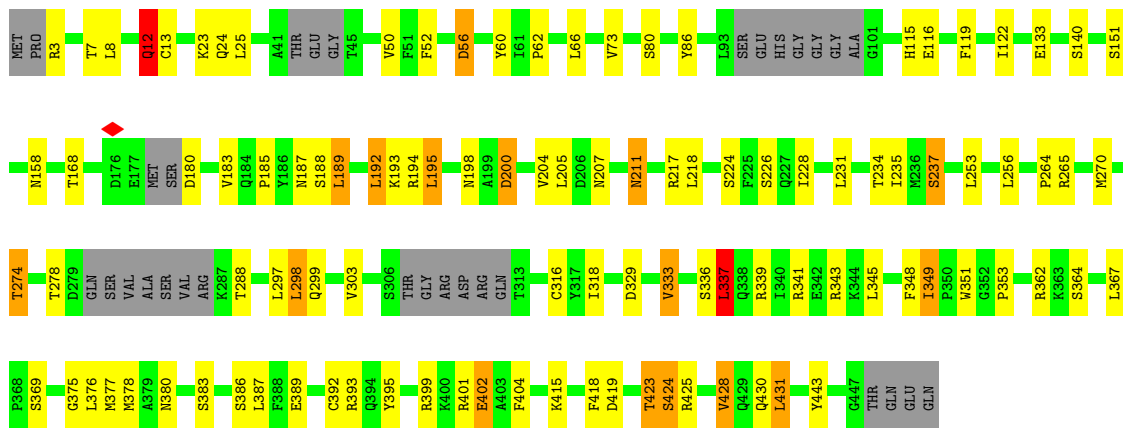 MET PRO R3 T7 L8 Q12 C13 K23 Q24 L25 A41 THR GLU GLY T45 V50 F51 F52 D56 Y60 I61 P62 L66 V73 S80 Y86 L93 SER GLU HIS GLY GLY GLY ALA G101 H115 E116 F119 I122 E133 S140 S151
N158 T168 D176 E177 MET SER D180 V183 Q184 P185 Y186 N187 S188 L189 L192 K193 R194 L195 N198 A199 D200 V204 L205 D206 N207 N211 R217 L218 S224 F225 S226 Q227 I228 L231 T234 I235 M236 S237 L253 L256 P264 R265 M270
T274 T278 D279 GLN SER VAL ALA SER VAL ARG K287 T288 L297 L298 Q299 V303 S306 THR GLY ARG ASP ARG GLN T313 C316 Y317 I318 D329 V333 S336 L337 Q338 R339 I340 R341 E342 R343 K344 L345 F348 I349 P350 W351 G352 P353 R362 K363 S364 L367
P368 S369 G375 L376 M377 M378 A379 N380 S383 S386 L387 F388 E389 C392 R393 Q394 Y395 R399 K400 R401 E402 A403 F404 K415 F418 D419 T423 S424 R425 V428 Q429 Q430 L431 Y443 G447 THR GLN GLU GLN